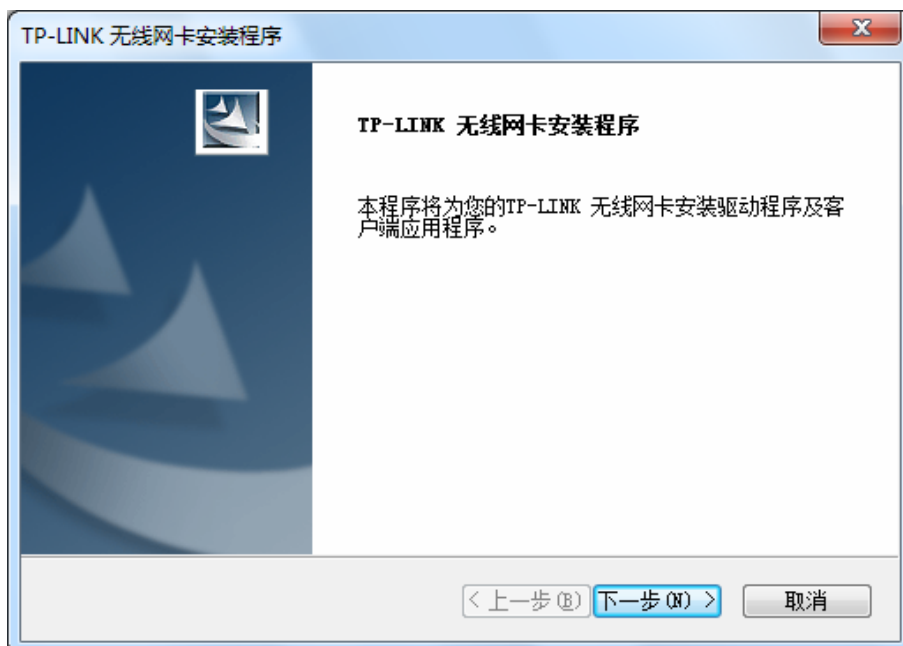 TP-LINK 无线网卡安装程序
TP-LINK 无线网卡安装程序
本程序将为您的TP-LINK 无线网卡安装驱动程序及客
户端应用程序。
< 上一步(B) 下一步(N) > 取消